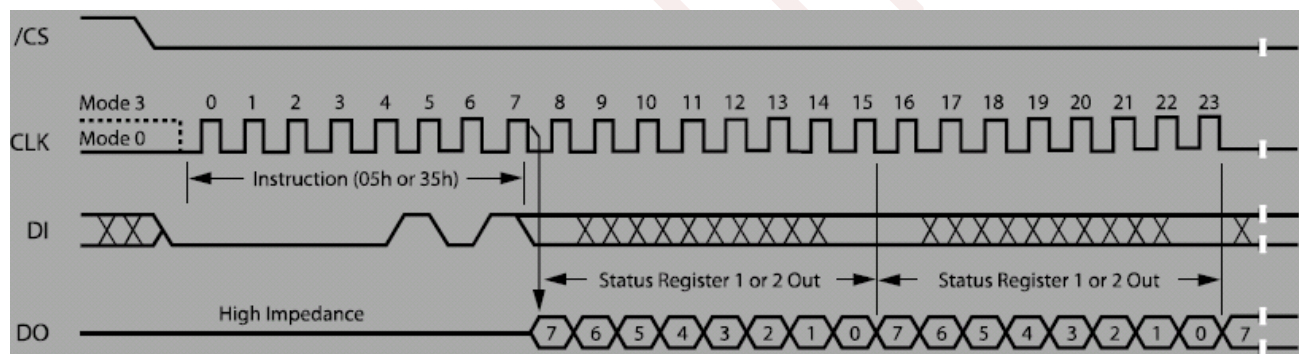 /CS
Mode 3 0 1 2 3 4 5 6 7 8 9 10 11 12 13 14 15 16 17 18 19 20 21 22 23
CLK Mode 0
Instruction (05h or 35h)
DI
Status Register 1 or 2 Out Status Register 1 or 2 Out
High Impedance
DO 7 6 5 4 3 2 1 0 7 6 5 4 3 2 1 0 7